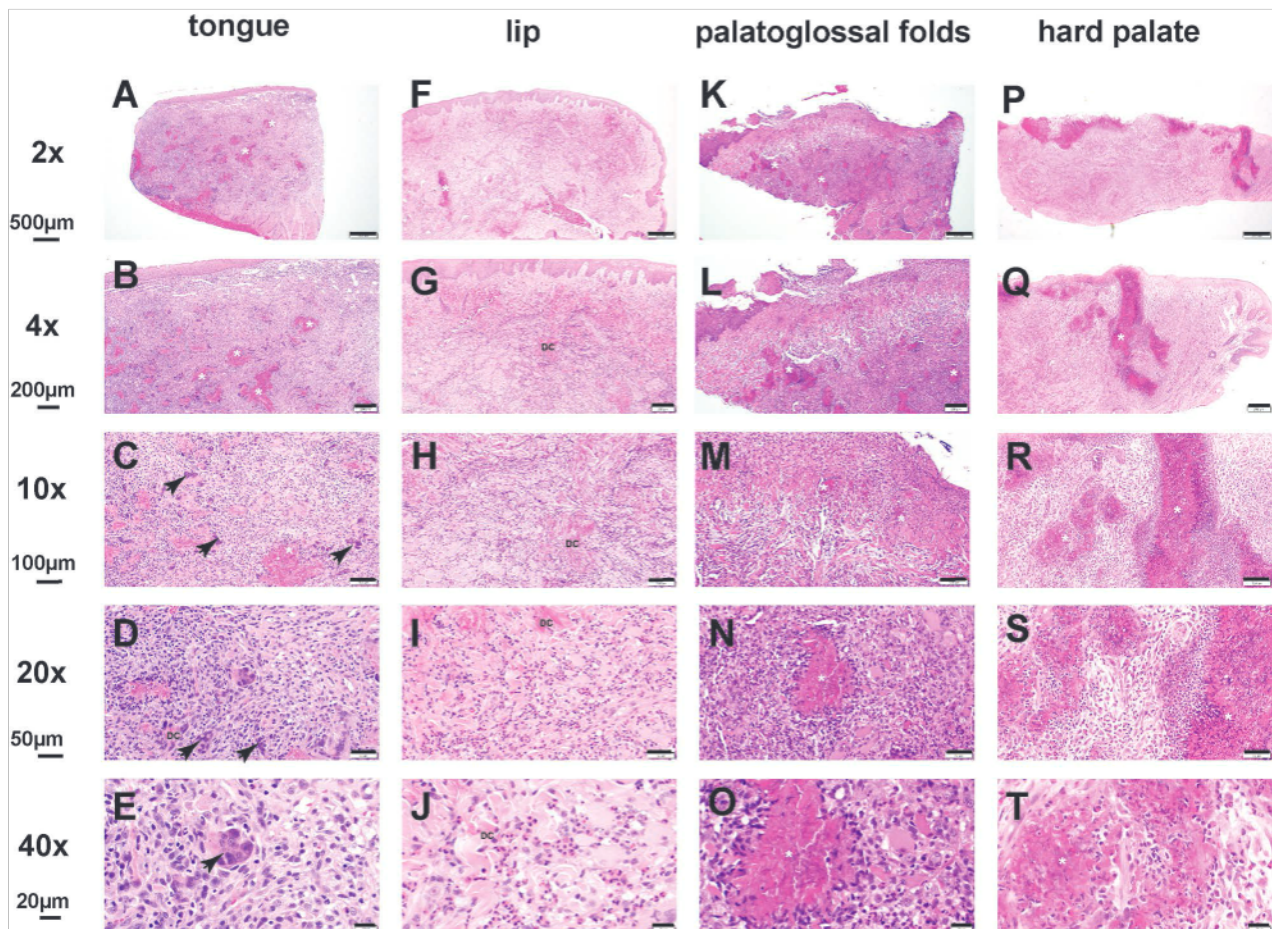 tongue lip palatoglossal folds hard palate
A F K P
2x
500µm
B G L Q
4x
DC
200µm
C H M R
10x
DC
100µm
D I N S
DC
20x
DC
50µm
E J O T
DC
40x
20µm